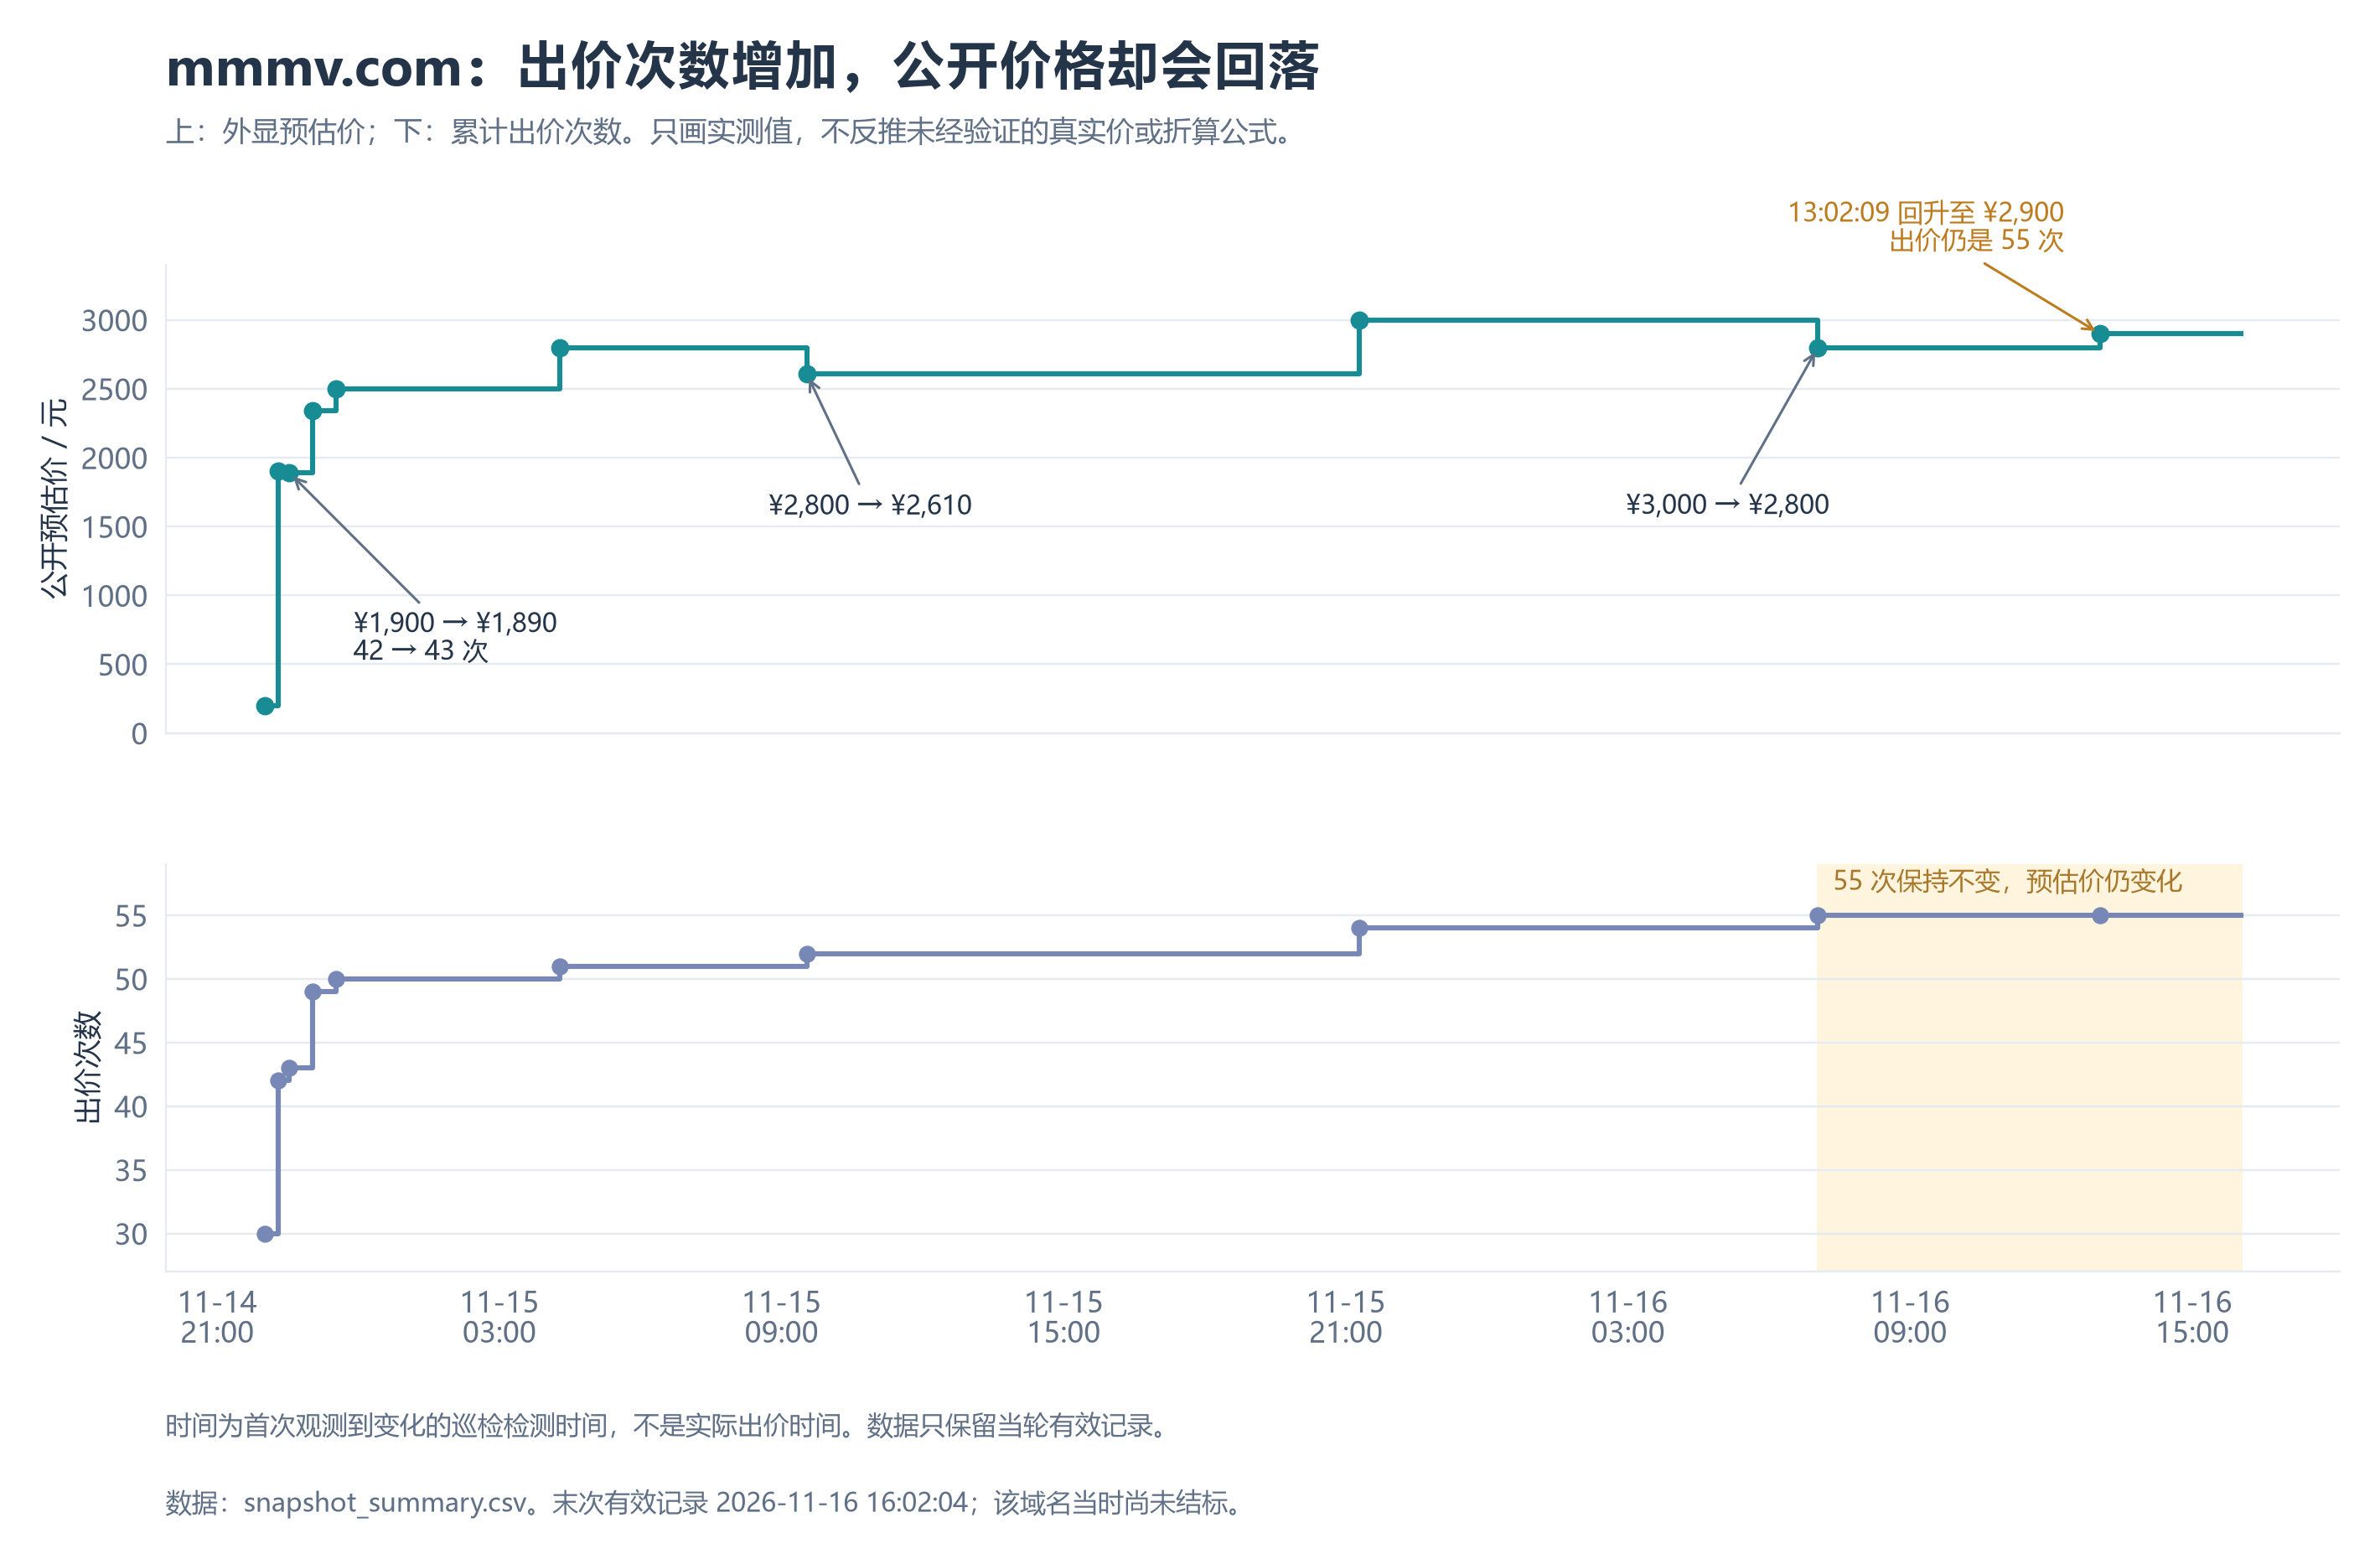 mmmv.com：出价次数增加，公开价格却会回落
上：外显预估价；下：累计出价次数。只画实测值，不反推未经验证的真实价或折算公式。
13:02:09 回升至 ¥2,900
出价仍是 55 次
公开预估价 / 元
3000
2500
2000
1500
1000
500
0
¥2,800 → ¥2,610
¥3,000 → ¥2,800
¥1,900 → ¥1,890
42 → 43 次
55 次保持不变，预估价仍变化
出价次数
55
50
45
40
35
30
11-14
21:00
11-15
03:00
11-15
09:00
11-15
15:00
11-15
21:00
11-16
03:00
11-16
09:00
11-16
15:00
时间为首次观测到变化的巡检检测时间，不是实际出价时间。数据只保留当轮有效记录。
数据：snapshot_summary.csv。末次有效记录 2026-11-16 16:02:04；该域名当时尚未结标。